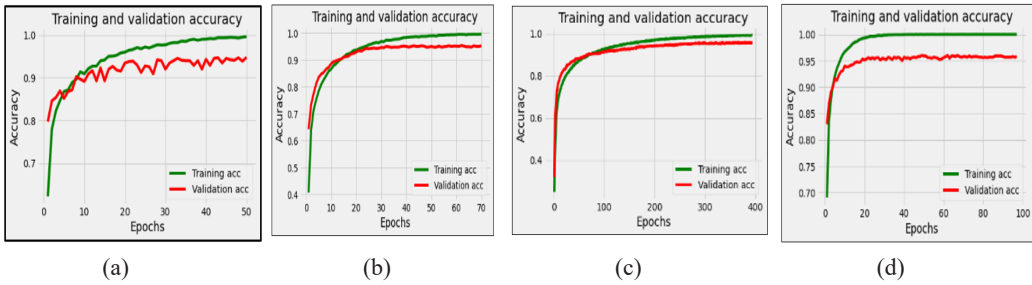 Training and validation accuracy
1.0
0.9
0.8
0.7
Accuracy
0 10 20 30 40 50
Epochs
Training acc
Validation acc
(a)
Training and validation accuracy
1.0
0.9
0.8
0.7
0.6
0.5
0.4
Accuracy
0 10 20 30 40 50 60 70
Epochs
Training acc
Validation acc
(b)
Training and validation accuracy
1.0
0.8
0.6
0.4
Accuracy
0 100 200 300 400
Epochs
Training acc
Validation acc
(c)
Training and validation accuracy
1.00
0.95
0.90
0.85
0.80
0.75
0.70
Accuracy
0 20 40 60 80 100
Epochs
Training acc
Validation acc
(d)